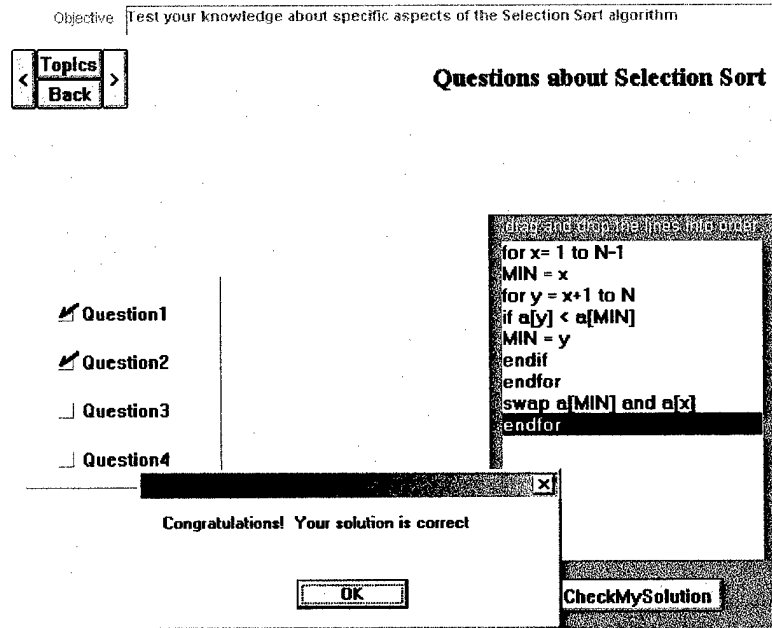 Objective Test your knowledge about specific aspects of the Selection Sort algorithm
< Topics >
Back
Questions about Selection Sort
drag and drop the lines into order
for x= 1 to N-1
MIN = x
for y = x+1 to N
if a[y] < a[MIN]
MIN = y
endif
endfor
swap a[MIN] and a[x]
endfor
Question1
Question2
Question3
Question4
Congratulations! Your solution is correct
OK
CheckMySolution